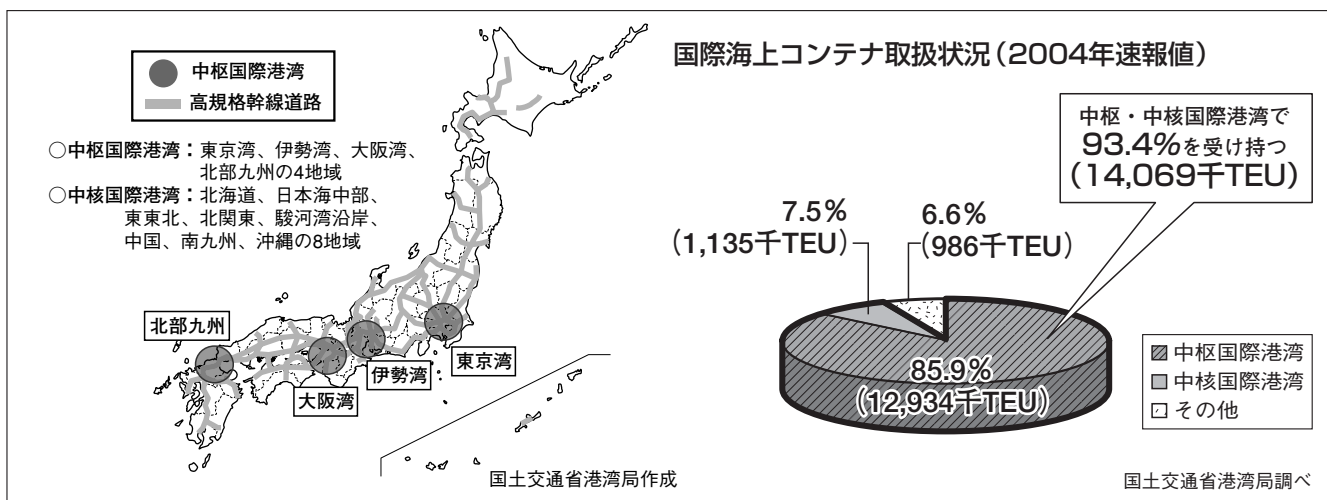 中枢国際港湾
高規格幹線道路
○中枢国際港湾：東京湾、伊勢湾、大阪湾、
北部九州の4地域
○中核国際港湾：北海道、日本海中部、
東東北、北関東、駿河湾沿岸、
中国、南九州、沖縄の8地域
北部九州
大阪湾
伊勢湾
東京湾
国土交通省港湾局作成
国際海上コンテナ取扱状況（2004年速報値）
中枢・中核国際港湾で
93.4%を受け持つ
（14,069千TEU）
7.5%
（1,135千TEU）
6.6%
（986千TEU）
85.9%
（12,934千TEU）
中枢国際港湾
中核国際港湾
その他
国土交通省港湾局調べ